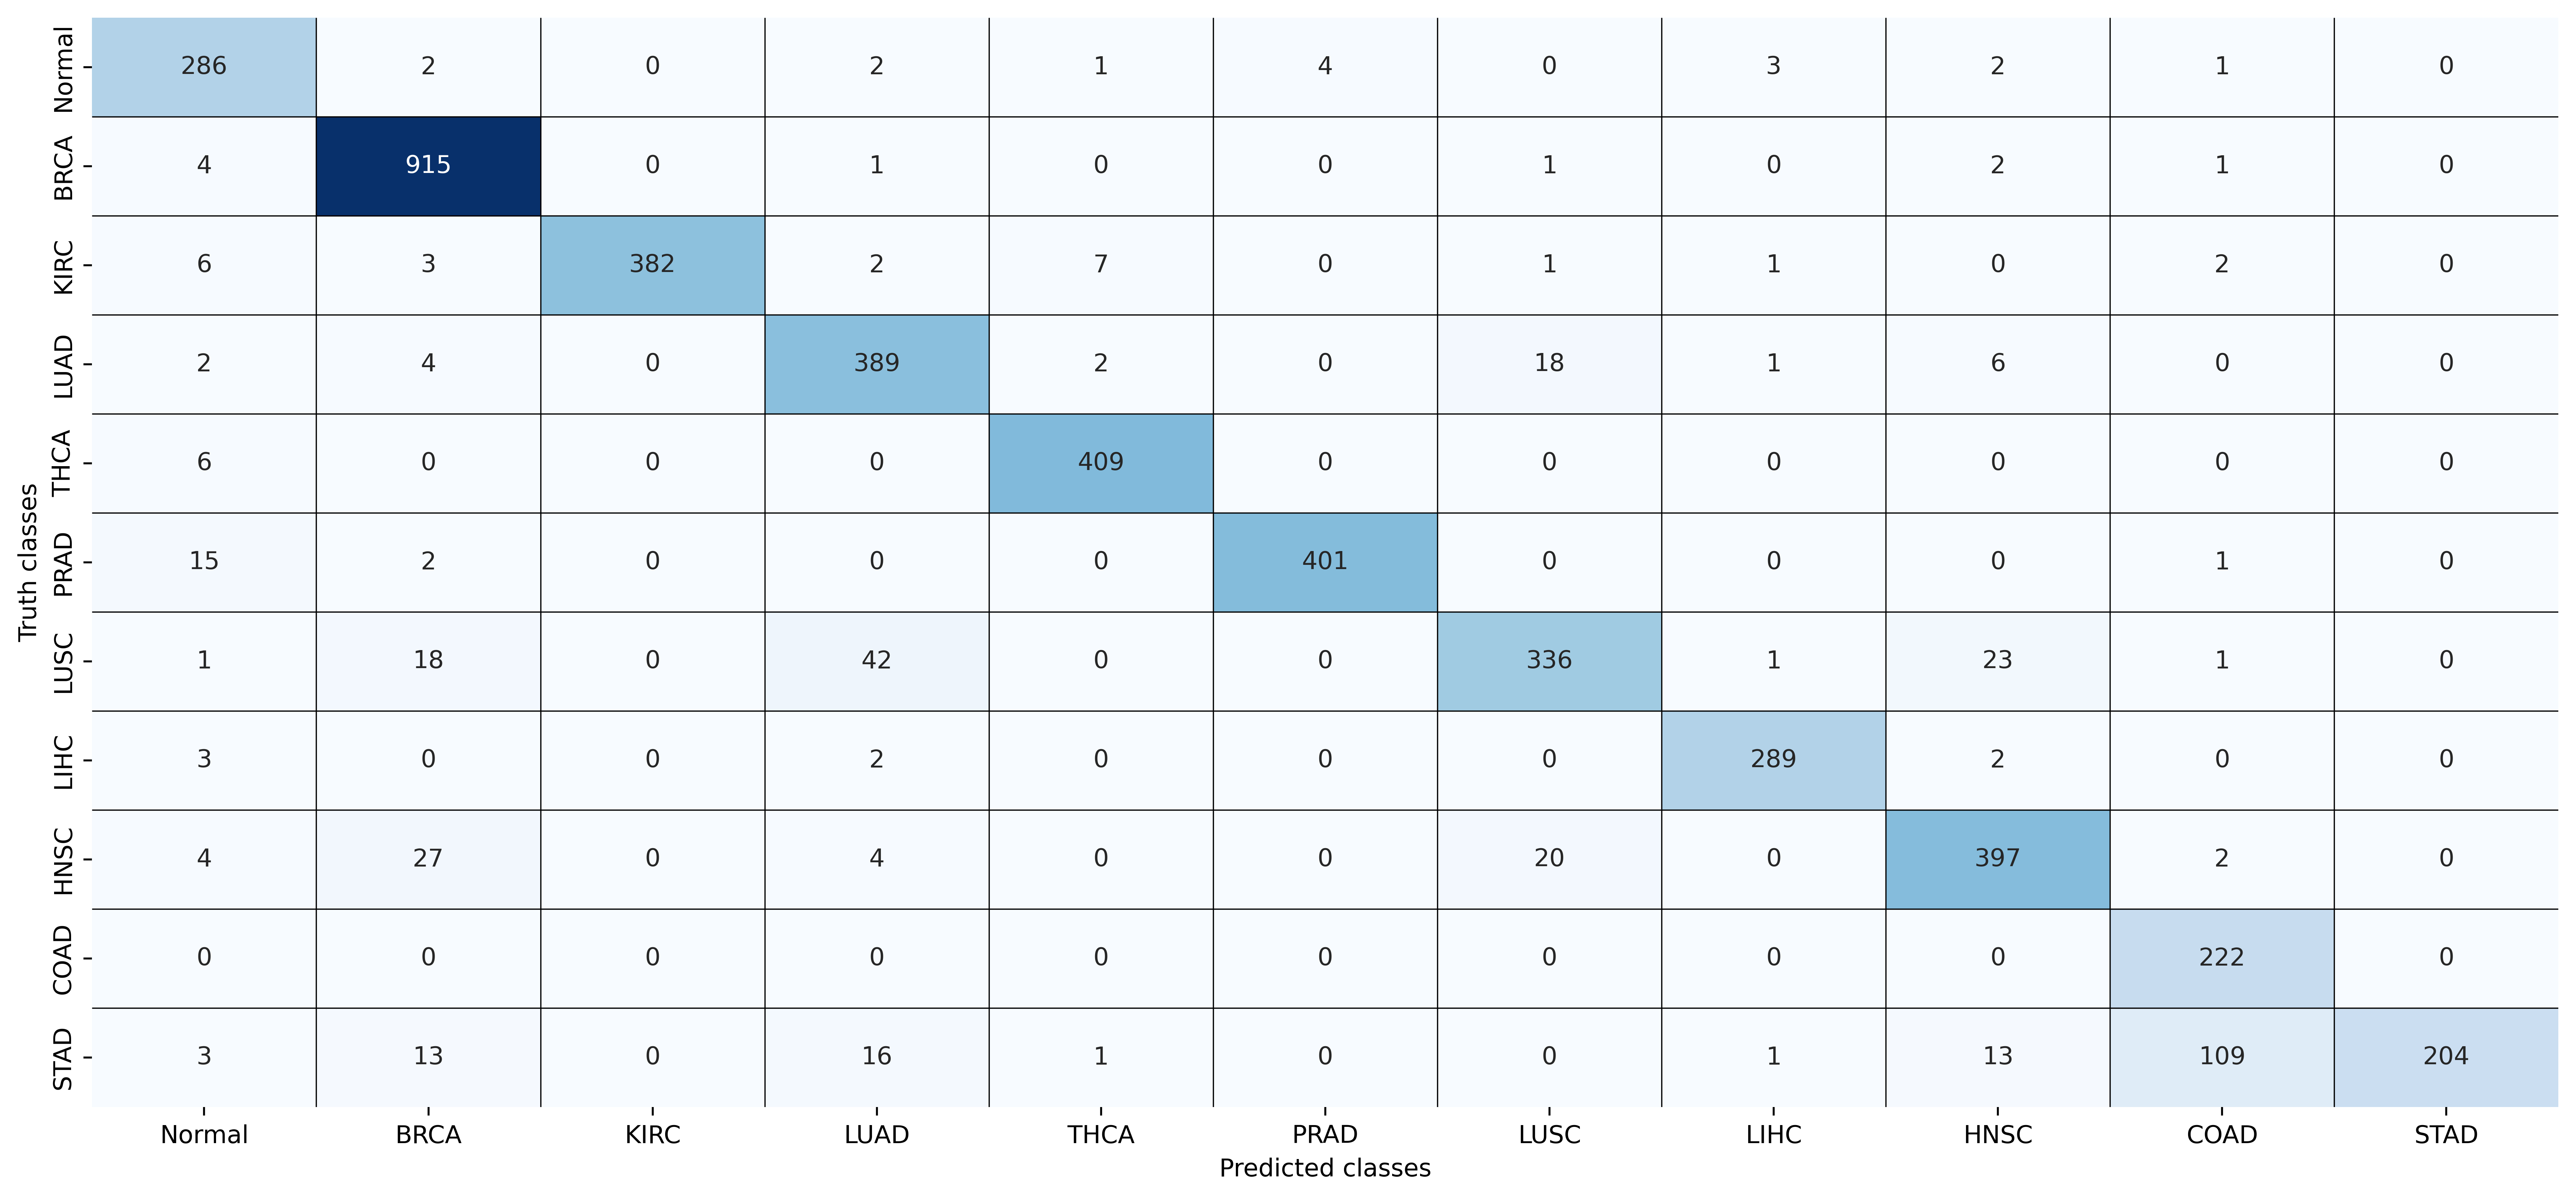 Truth classes
Normal 286 2 0 2 1 4 0 3 2 1 0
BRCA 4 915 0 1 0 0 1 0 2 1 0
KIRC 6 3 382 2 7 0 1 1 0 2 0
LUAD 2 4 0 389 2 0 18 1 6 0 0
THCA 6 0 0 0 409 0 0 0 0 0 0
PRAD 15 2 0 0 0 401 0 0 0 1 0
LUSC 1 18 0 42 0 0 336 1 23 1 0
LIHC 3 0 0 2 0 0 0 289 2 0 0
HNSC 4 27 0 4 0 0 20 0 397 2 0
COAD 0 0 0 0 0 0 0 0 0 222 0
STAD 3 13 0 16 1 0 0 1 13 109 204
Normal BRCA KIRC LUAD THCA PRAD LUSC LIHC HNSC COAD STAD
Predicted classes